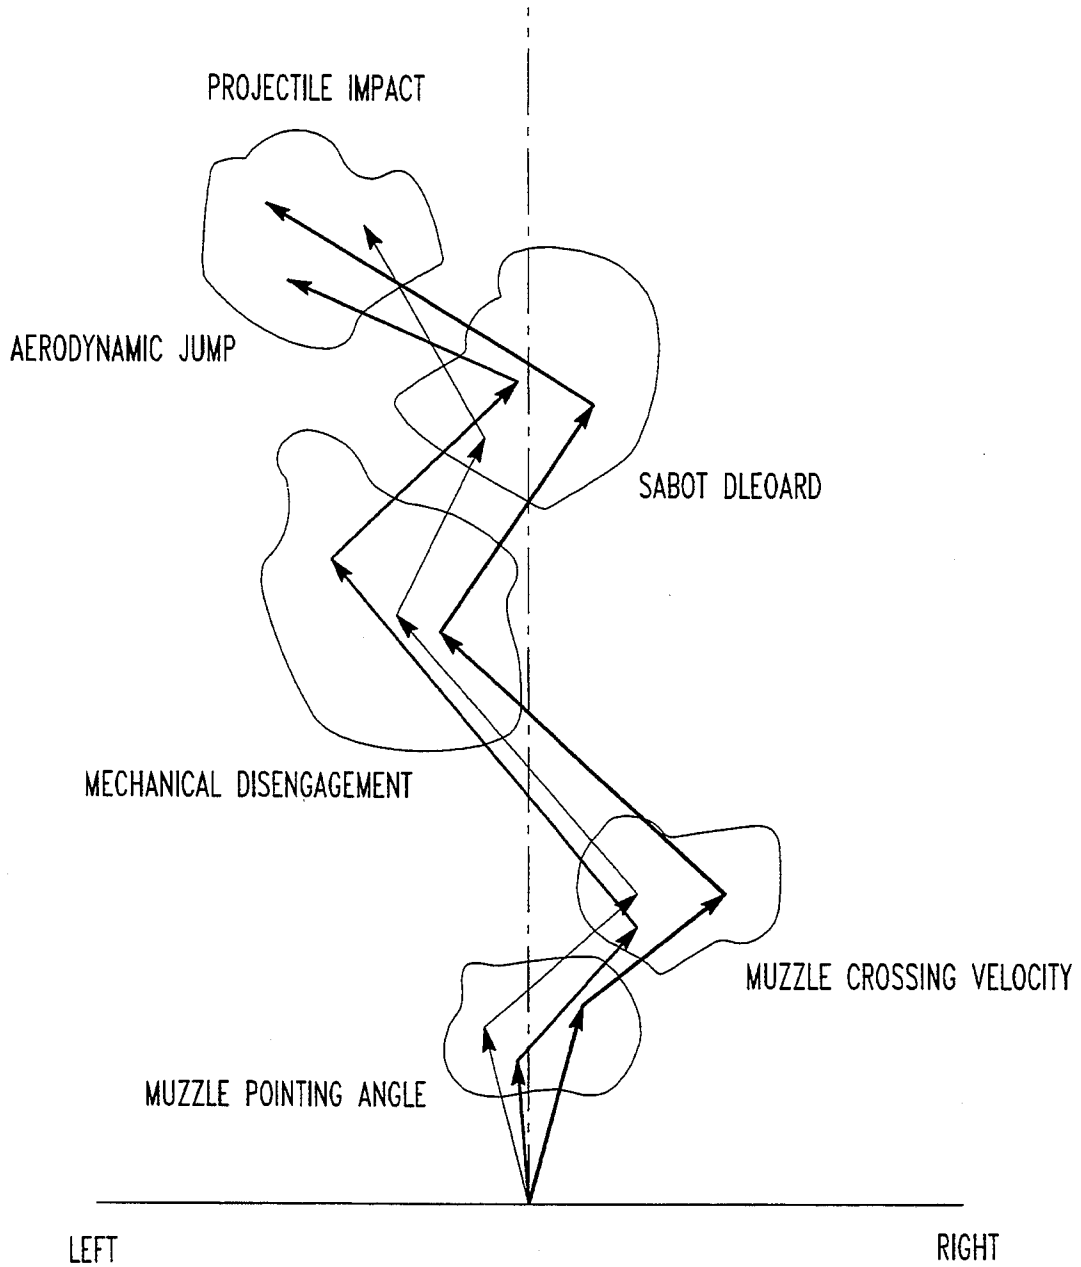 PROJECTILE IMPACT
AERODYNAMIC JUMP
SABOT DLEOARD
MECHANICAL DISENGAGEMENT
MUZZLE CROSSING VELOCITY
MUZZLE POINTING ANGLE
LEFT
RIGHT